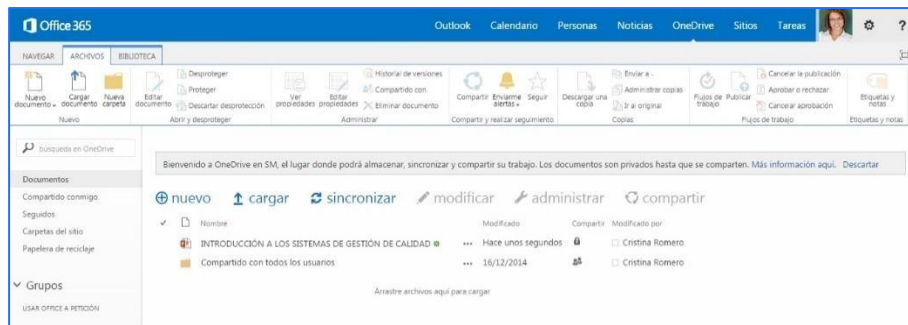 Office 365
Outlook Calendario Personas Noticias OneDrive Sitios Tareas ?
NAVEGAR ARCHIVOS BIBLIOTECA
Nuevo documento Cargar documento Nueva carpeta
Nuevo
Editar documento Desproteger
Proteger
Descartar desprotección
Abrir y desproteger
Ver propiedades Editar propiedades Historial de versiones
Compartido con
Eliminar documento
Administrar
Compartir Enviarme alertas Seguir
Compartir y realizar seguimiento
Descargar una copia Enviar a
Administrar copias
Ir al original
Copias
Flujos de trabajo Publicar Cancelar la publicación
Aprobar o rechazar
Cancelar aprobación
Flujos de trabajo
Etiquetas y notas
Etiquetas y notas
búsqueda en OneDrive
Documentos
Compartido conmigo
Seguidos
Carpetas del sitio
Papelera de reciclaje
Grupos
USAR OFFICE A PETICIÓN
Bienvenido a OneDrive en SM, el lugar donde podrá almacenar, sincronizar y compartir su trabajo. Los documentos son privados hasta que se comparten. Más información aquí. Descartar
nuevo cargar sincronizar modificar administrar compartir
Nombre Modificado Compartir Modificado por
INTRODUCCIÓN A LOS SISTEMAS DE GESTIÓN DE CALIDAD ... Hace unos segundos Cristina Romero
Compartido con todos los usuarios ... 16/12/2014 Cristina Romero
Arrastre archivos aquí para cargar